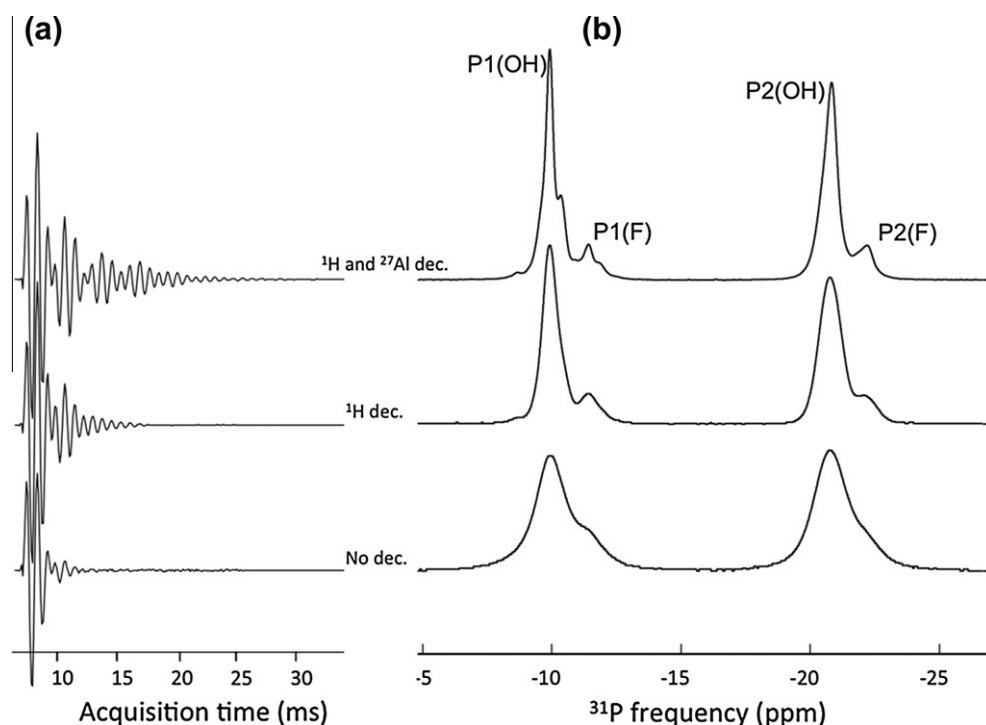 (a)
(b)
P1(OH)
P2(OH)
P1(F)
P2(F)
¹H and ²⁷Al dec.
¹H dec.
No dec.
10 15 20 25 30
-5 -10 -15 -20 -25
Acquisition time (ms)
³¹P frequency (ppm)